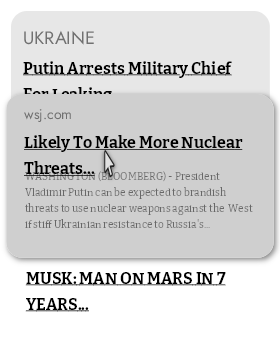 UKRAINE
Putin Arrests Military Chief
For Leaking
wsj.com
Likely To Make More Nuclear
Threats...
WASHINGTON (BLOOMBERG) - President
Vladimir Putin can be expected to brandish
threats to use nuclear weapons against the West
if stiff Ukrainian resistance to Russia's...
MUSK: MAN ON MARS IN 7
YEARS...